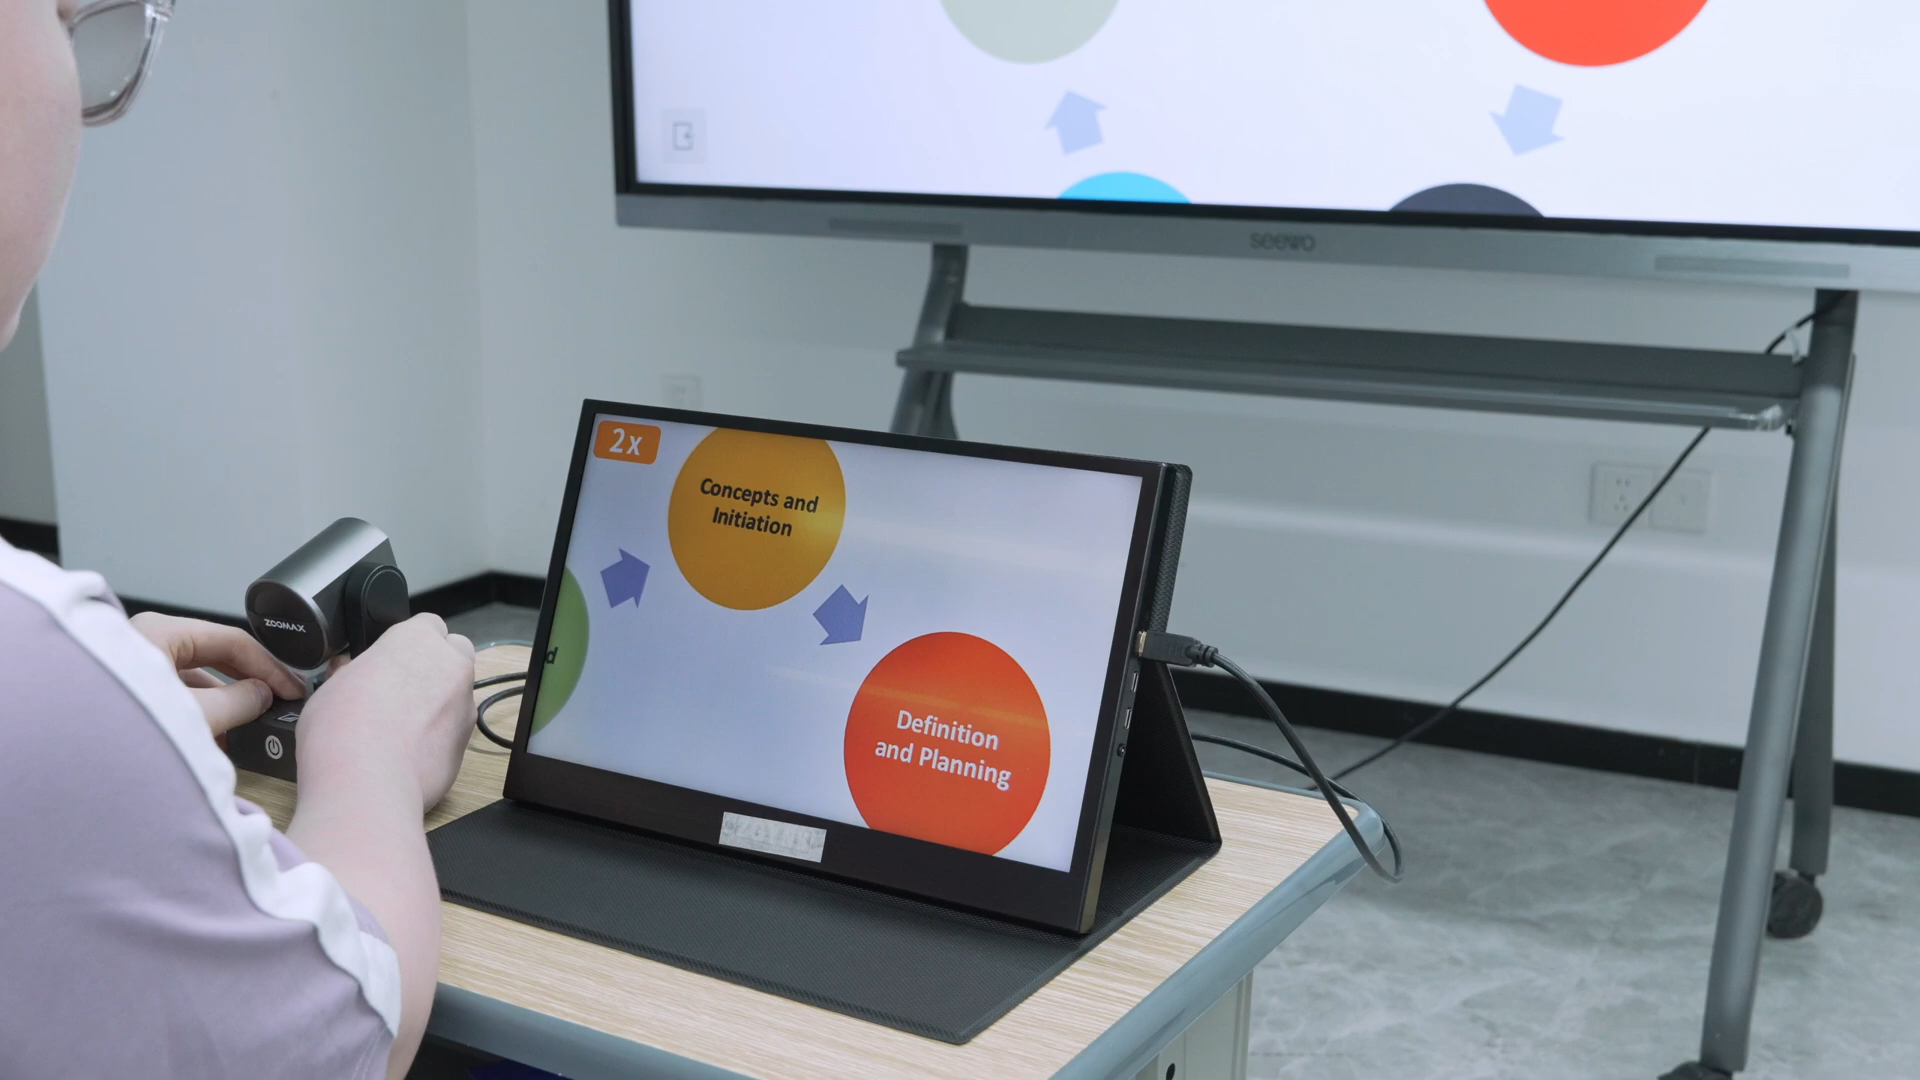 seewo
2x
Concepts and
Initiation
d
Definition
and Planning
ZOOMAX